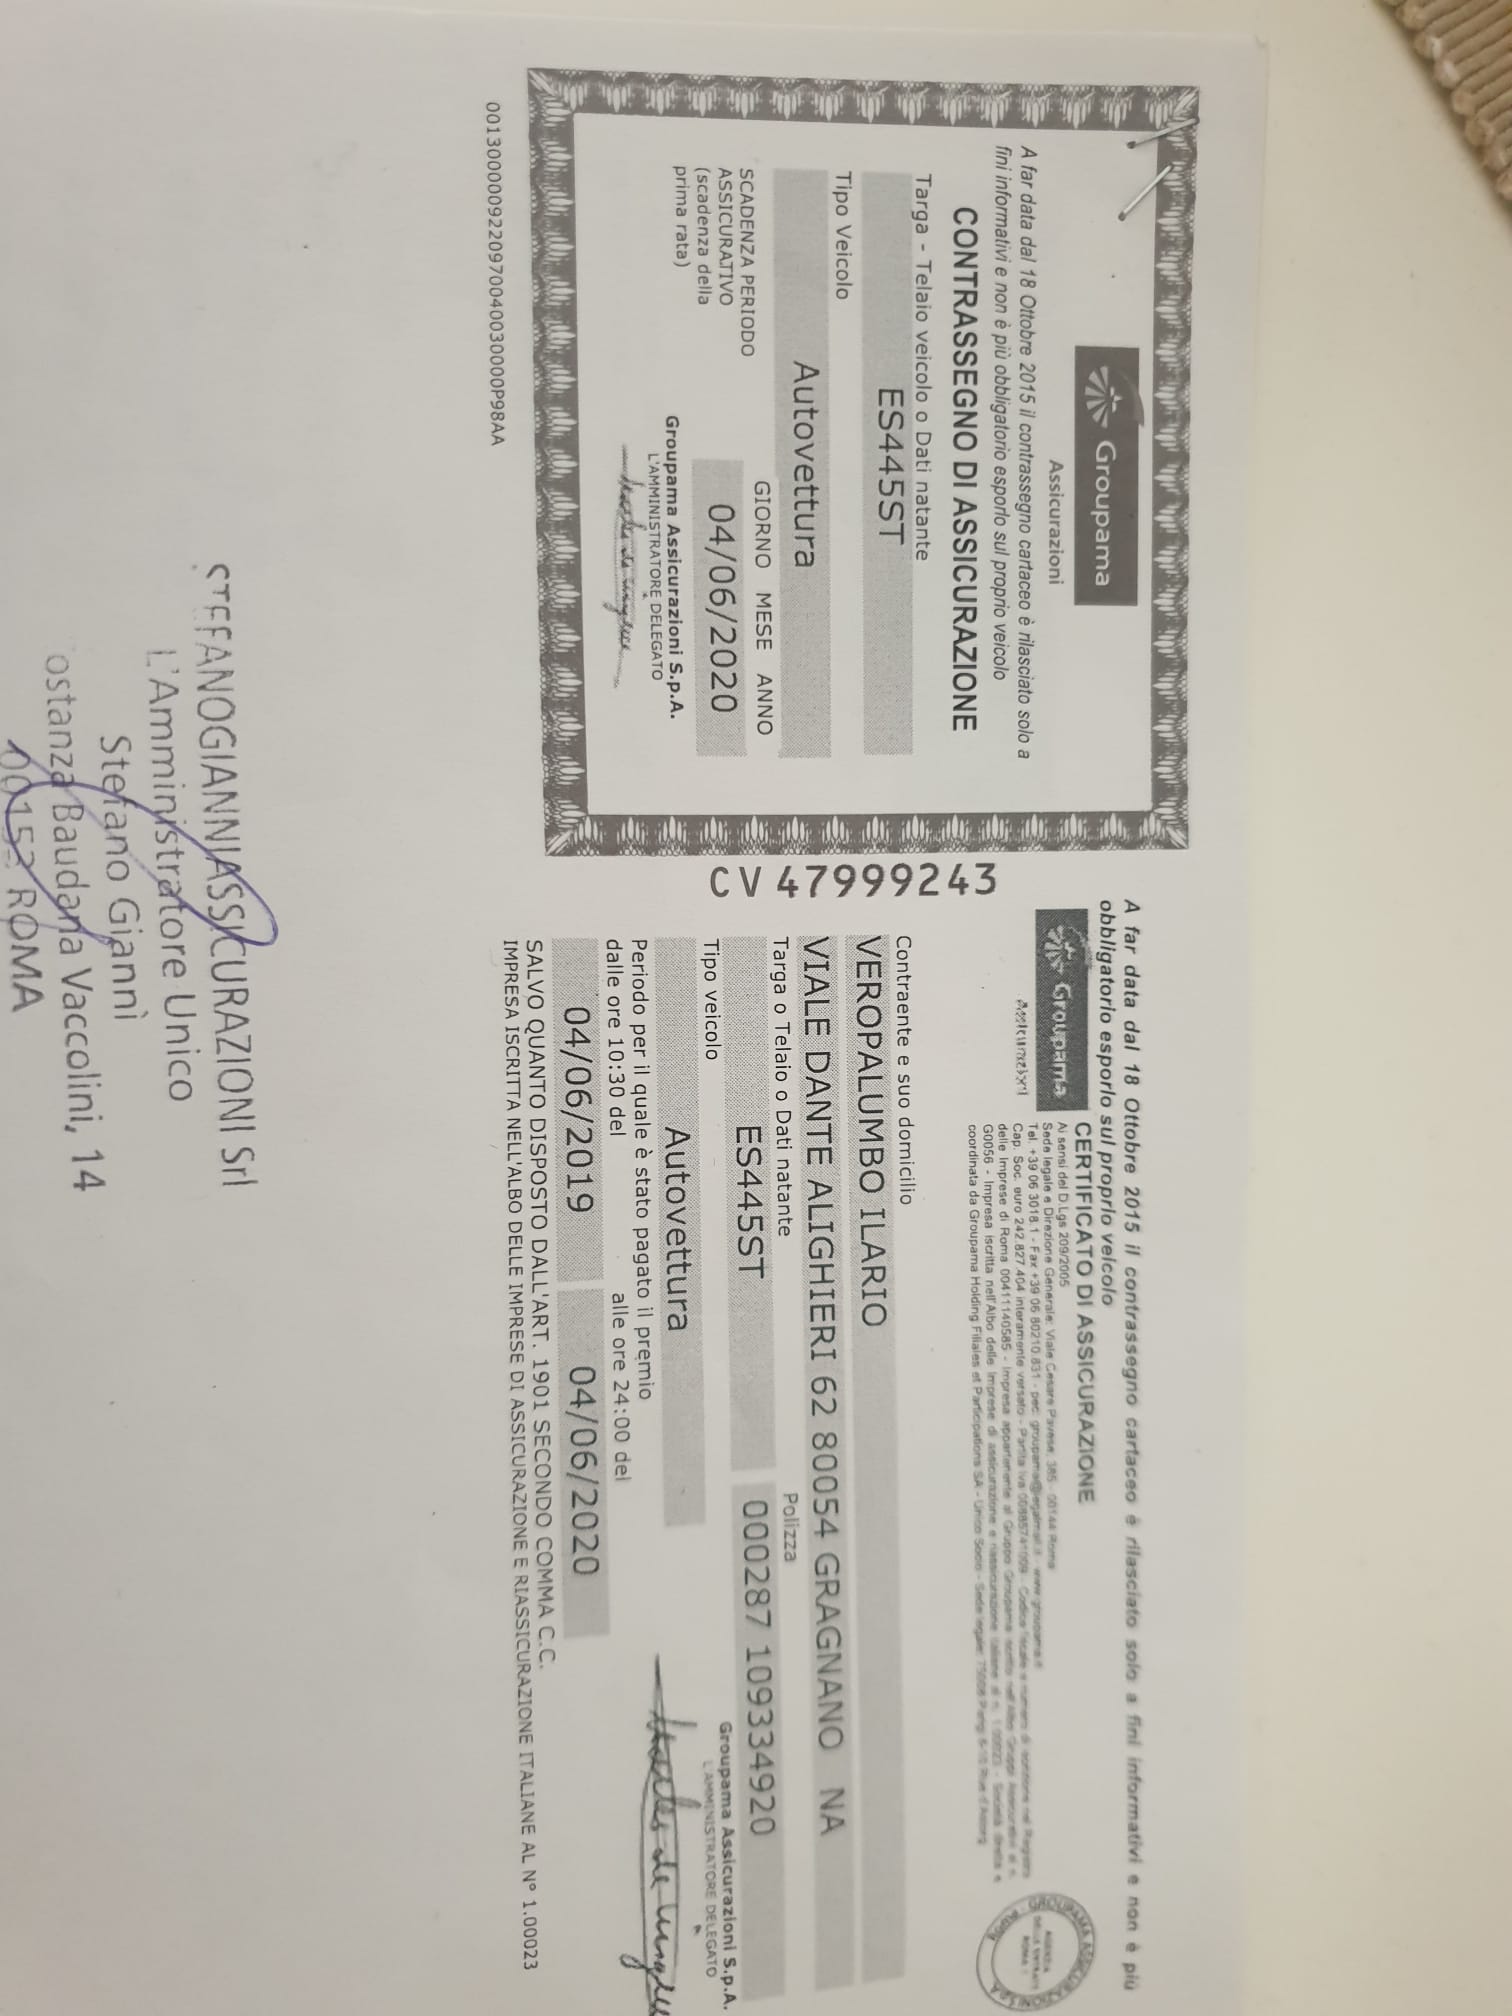 Groupama
Assicurazioni
A far data dal 18 Ottobre 2015 il contrassegno cartaceo è rilasciato solo a
fini informativi e non è più obbligatorio esporlo sul proprio veicolo
CONTRASSEGNO DI ASSICURAZIONE
Targa - Telaio veicolo o Dati natante
ES445ST
Tipo Veicolo
Autovettura
SCADENZA PERIODO
ASSICURATIVO
(scadenza della
prima rata)
GIORNO MESE ANNO
04/06/2020
Groupama Assicurazioni S.p.A.
L'AMMINISTRATORE DELEGATO
0013000009220970040030000P98AA
CV 47999243
A far data dal 18 Ottobre 2015 il contrassegno cartaceo è rilasciato solo a fini informativi e non è più
obbligatorio esporlo sul proprio veicolo
Groupama
Assicurazioni
CERTIFICATO DI ASSICURAZIONE
Ai sensi del D.Lgs 209/2005
Sede legale e Direzione Generale: Viale Cesare Pavese, 385 - 00144 Roma
Tel. +39 06 3018.1 - Fax +39 06 80210.831 - pec: groupama@legalmail.it - www.groupama.it
Cap. Soc. euro 242.827.404 interamente versato - Partita Iva 00885741009 - Codice fiscale e numero di iscrizione nel Registro
delle Imprese di Roma 00411140585 - Impresa appartenente al Gruppo Groupama iscritto nell'Albo Gruppi Assicurativi al n.
G0056 - Impresa iscritta nell'Albo delle Imprese di assicurazione e riassicurazione italiane al n. 1.00023 - Società diretta e
coordinata da Groupama Holding Filiales et Participations SA - Unico Socio - Sede legale:
Contraente e suo domicilio
VEROPALUMBO ILARIO
VIALE DANTE ALIGHIERI 62 80054 GRAGNANO NA
Targa o Telaio o Dati natante
Polizza
ES445ST
000287 109334920
Tipo veicolo
Autovettura
Groupama Assicurazioni S.p.A.
L'AMMINISTRATORE DELEGATO
Periodo per il quale è stato pagato il premio
dalle ore 10:30 del
alle ore 24:00 del
04/06/2019
04/06/2020
SALVO QUANTO DISPOSTO DALL'ART. 1901 SECONDO COMMA C.C.
IMPRESA ISCRITTA NELL'ALBO DELLE IMPRESE DI ASSICURAZIONE E RIASSICURAZIONE ITALIANE AL N° 1.00023
STEFANOGIANNIASSICURAZIONI Srl
L'Amministratore Unico
Stefano Giannì
ostanza Baudana Vaccolini, 14
00152 ROMA